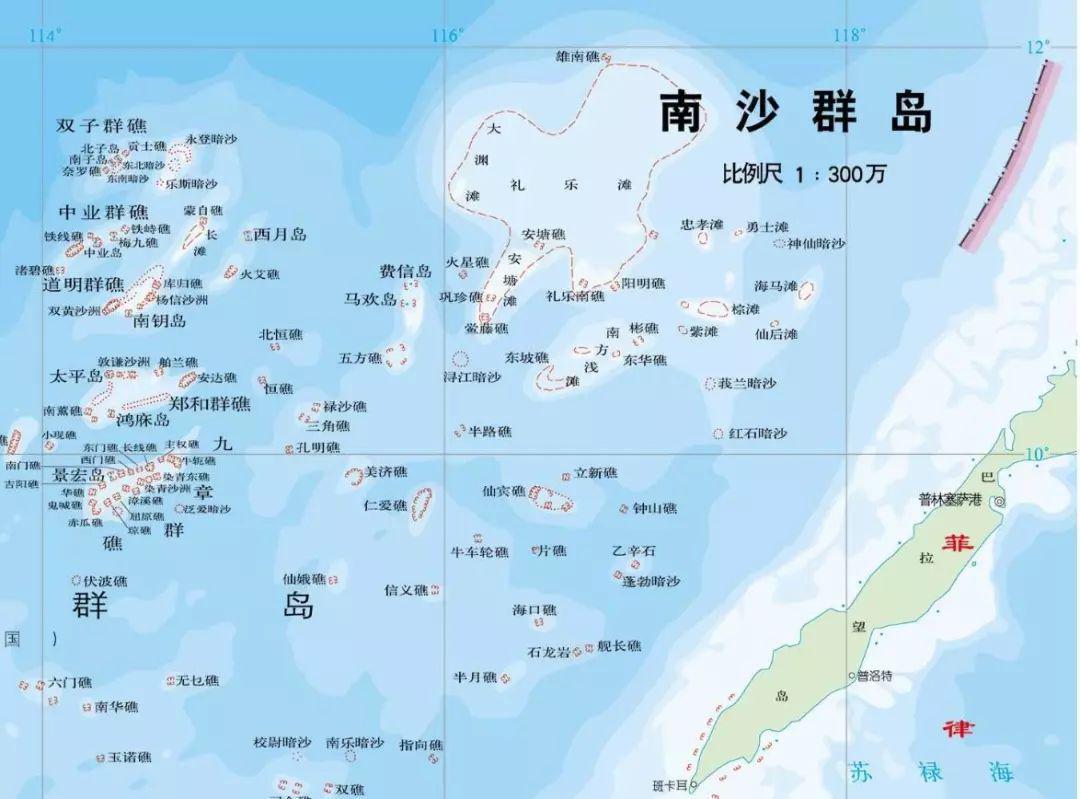 114°
116°
118°
12°
雄南礁
南沙群岛
比例尺 1:300万
大渊滩
礼乐滩
双子群礁
永登暗沙
北子岛
贡士礁
南子岛
东北暗沙
奈罗礁
东南暗沙
乐斯暗沙
中业群礁
蒙自礁
铁线礁
铁峙礁
梅九礁
中业岛
长滩
西月岛
安塘礁
忠孝滩
勇士滩
神仙暗沙
渚碧礁
道明群礁
库归礁
火艾礁
费信岛
火星礁
安塘滩
阳明礁
海马滩
杨信沙洲
双黄沙洲
南钥岛
马欢岛
巩珍礁
礼乐南礁
棕滩
鲎藤礁
北恒礁
南方浅滩
彬礁
紫滩
仙后滩
五方礁
东坡礁
东华礁
浔江暗沙
敦谦沙洲
舶兰礁
太平岛
安达礁
恒礁
莪兰暗沙
郑和群礁
南薰礁
鸿庥岛
禄沙礁
三角礁
小现礁
半路礁
红石暗沙
东门礁
长线礁
主权礁
九章群礁
孔明礁
10°
南门礁
西门礁
牛轭礁
景宏岛
染青东礁
美济礁
立新礁
巴拉望岛
吉阳礁
华礁
染青沙洲
仙宾礁
普林塞萨港
鬼喊礁
漳溪礁
泛爱暗沙
仁爱礁
钟山礁
屈原礁
赤瓜礁
琼礁
菲
牛车轮礁
片礁
乙辛石
伏波礁
仙娥礁
信义礁
蓬勃暗沙
群岛
海口礁
国 )
石龙岩
舰长礁
六门礁
无乜礁
半月礁
普洛特
南华礁
律
校尉暗沙
南乐暗沙
指向礁
玉诺礁
苏禄海
双礁
班卡耳